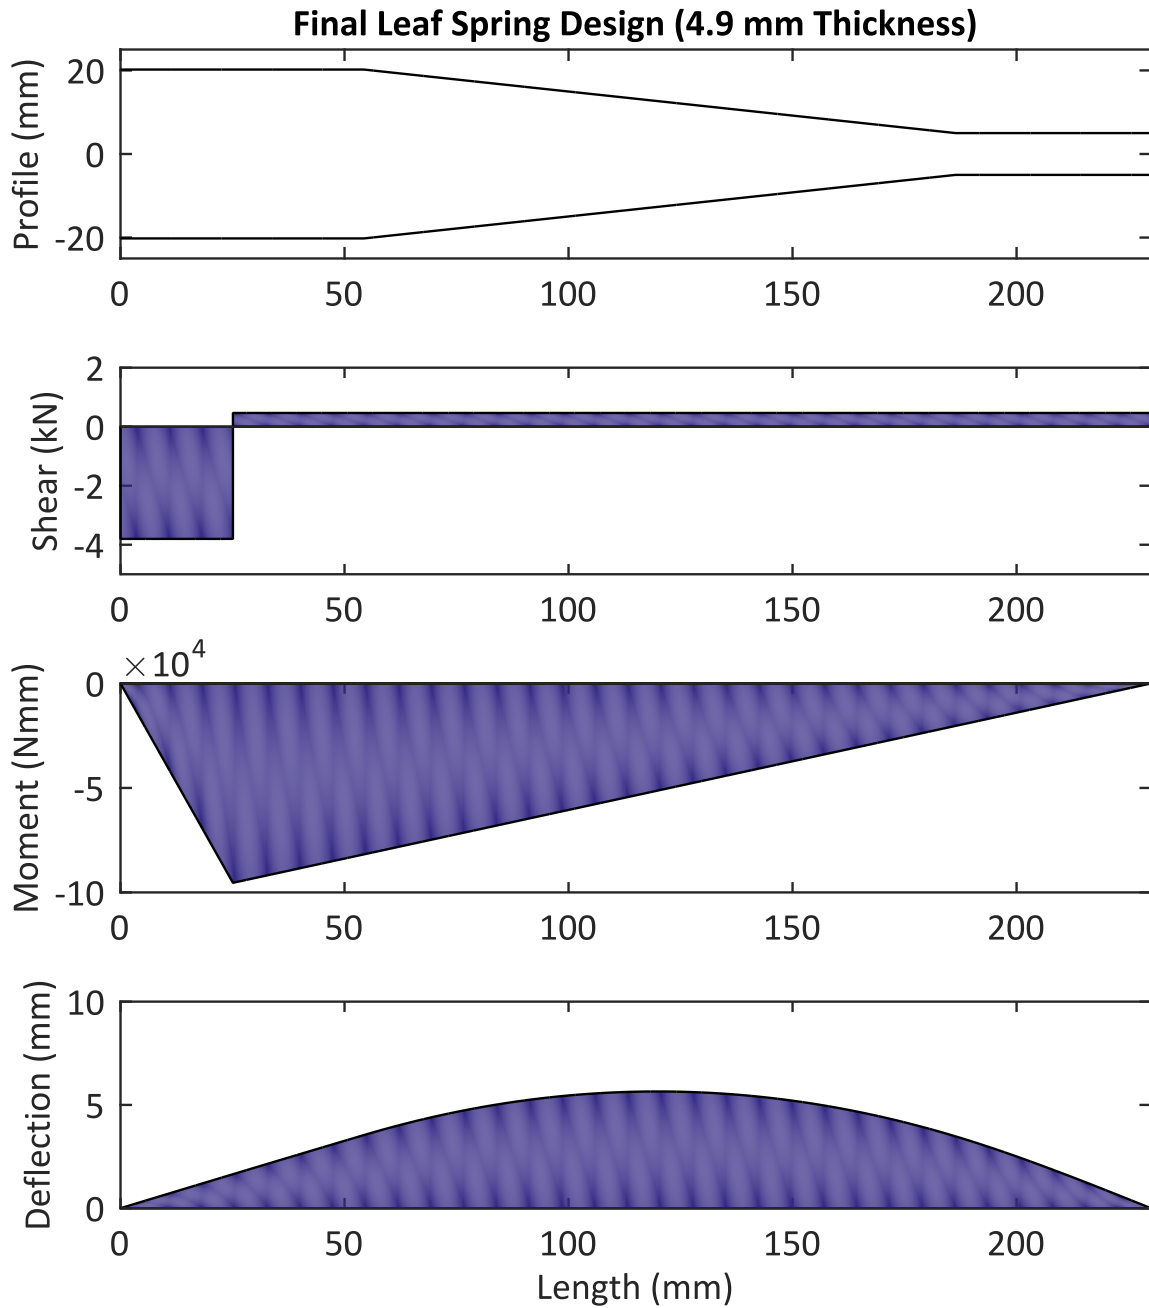 Final Leaf Spring Design (4.9 mm Thickness)
Profile (mm)
20
0
-20
0 50 100 150 200
Shear (kN)
2
0
-2
-4
0 50 100 150 200
×10⁴
Moment (Nmm)
0
-5
-10
0 50 100 150 200
Deflection (mm)
10
5
0
0 50 100 150 200
Length (mm)